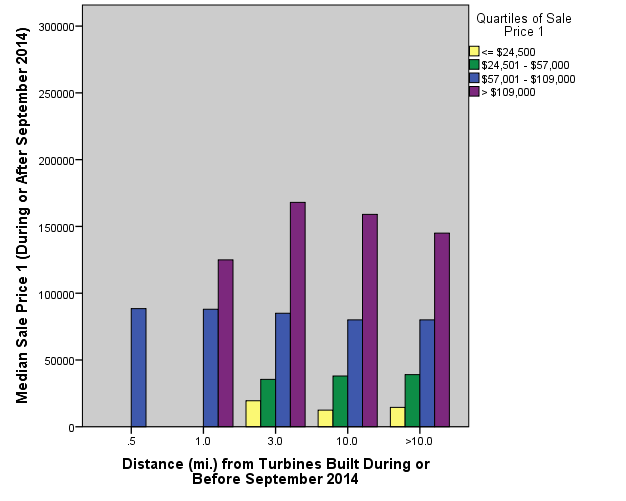 Quartiles of Sale
Price 1
<= $24,500
$24,501 - $57,000
$57,001 - $109,000
> $109,000
Median Sale Price 1 (During or After September 2014)
300000
250000
200000
150000
100000
50000
0
.5
1.0
3.0
10.0
>10.0
Distance (mi.) from Turbines Built During or
Before September 2014